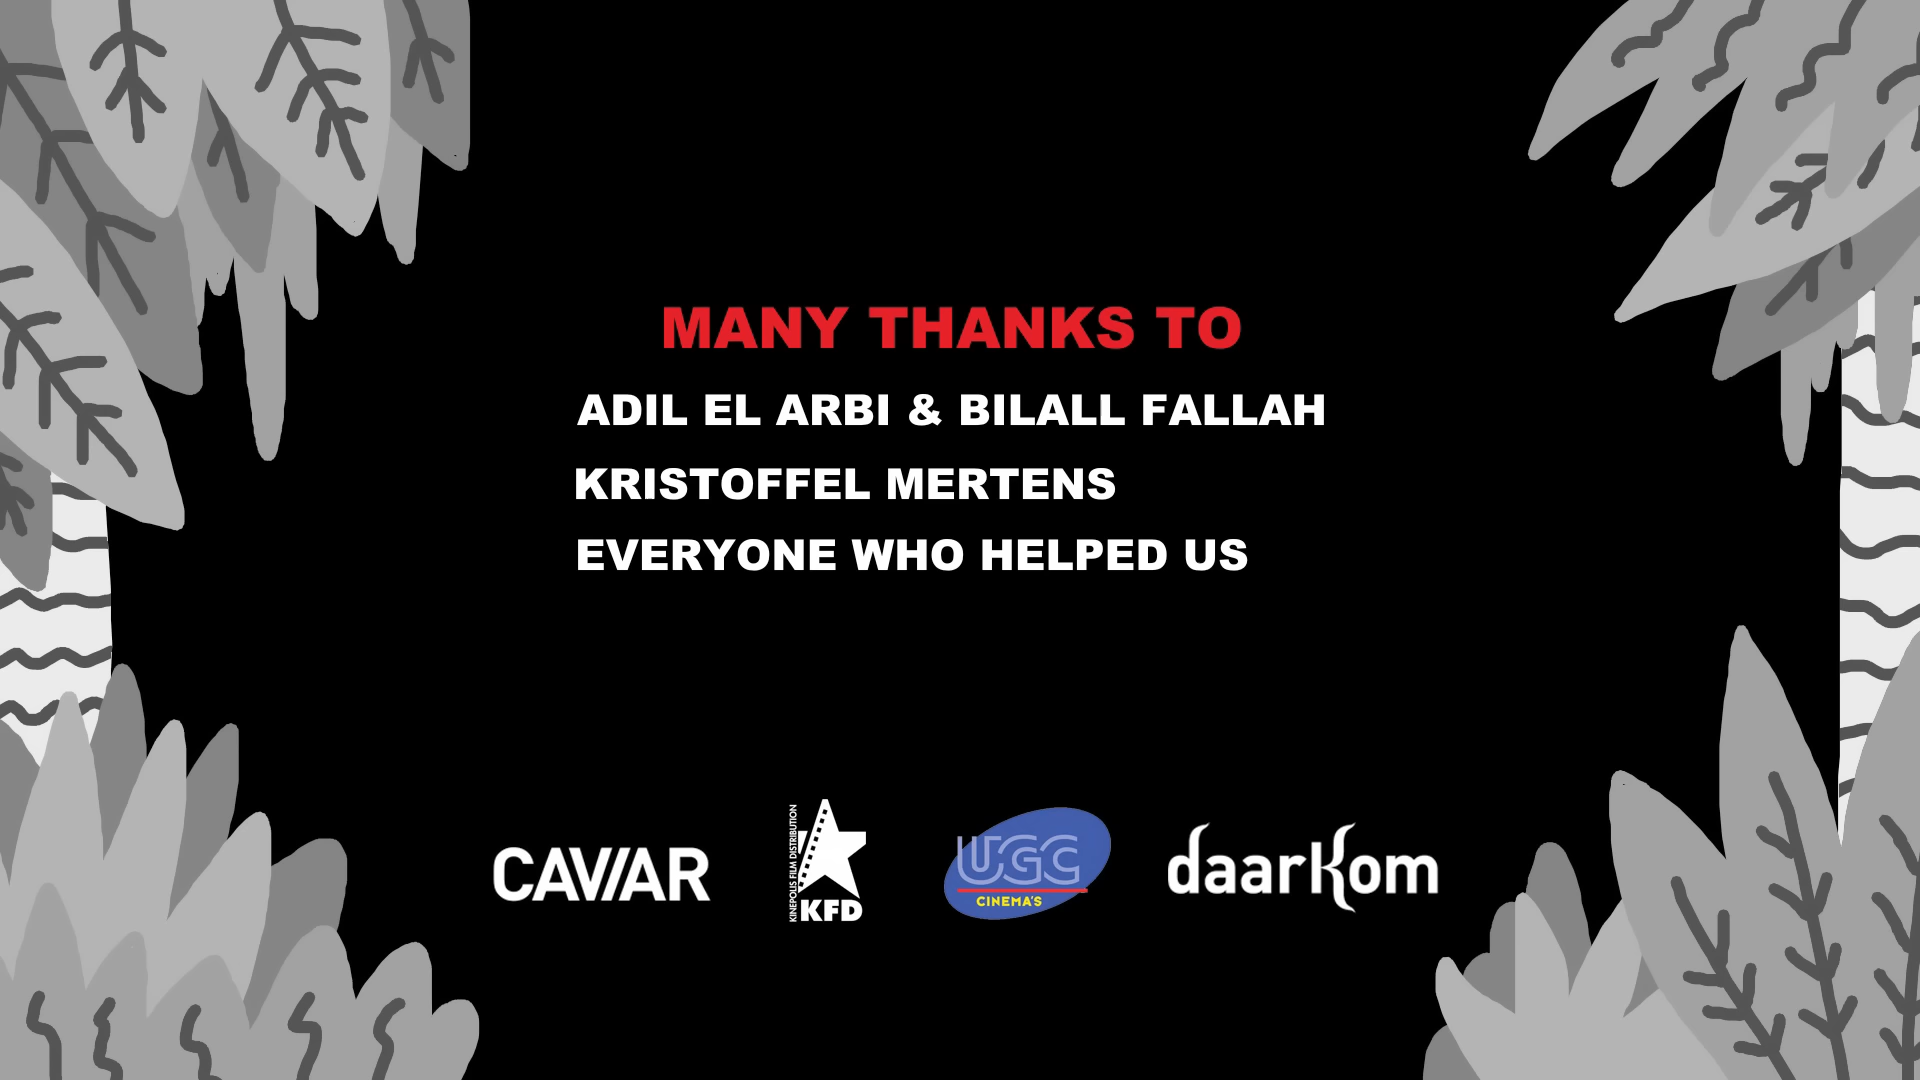 MANY THANKS TO
ADIL EL ARBI & BILALL FALLAH
KRISTOFFEL MERTENS
EVERYONE WHO HELPED US
CAVIAR
KINEPOLIS FILM DISTRIBUTION
KFD
UGC
CINEMA'S
daarkom